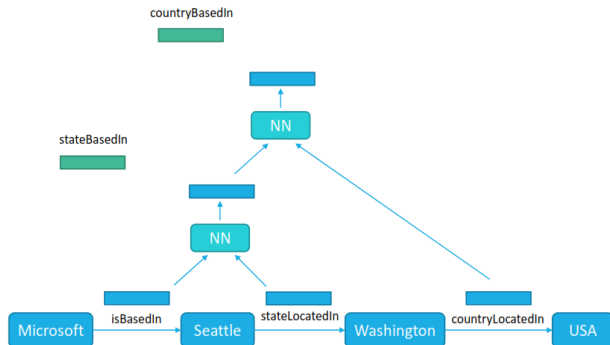 countryBasedIn
NN
stateBasedIn
NN
Microsoft
isBasedIn
Seattle
stateLocatedIn
Washington
countryLocatedIn
USA